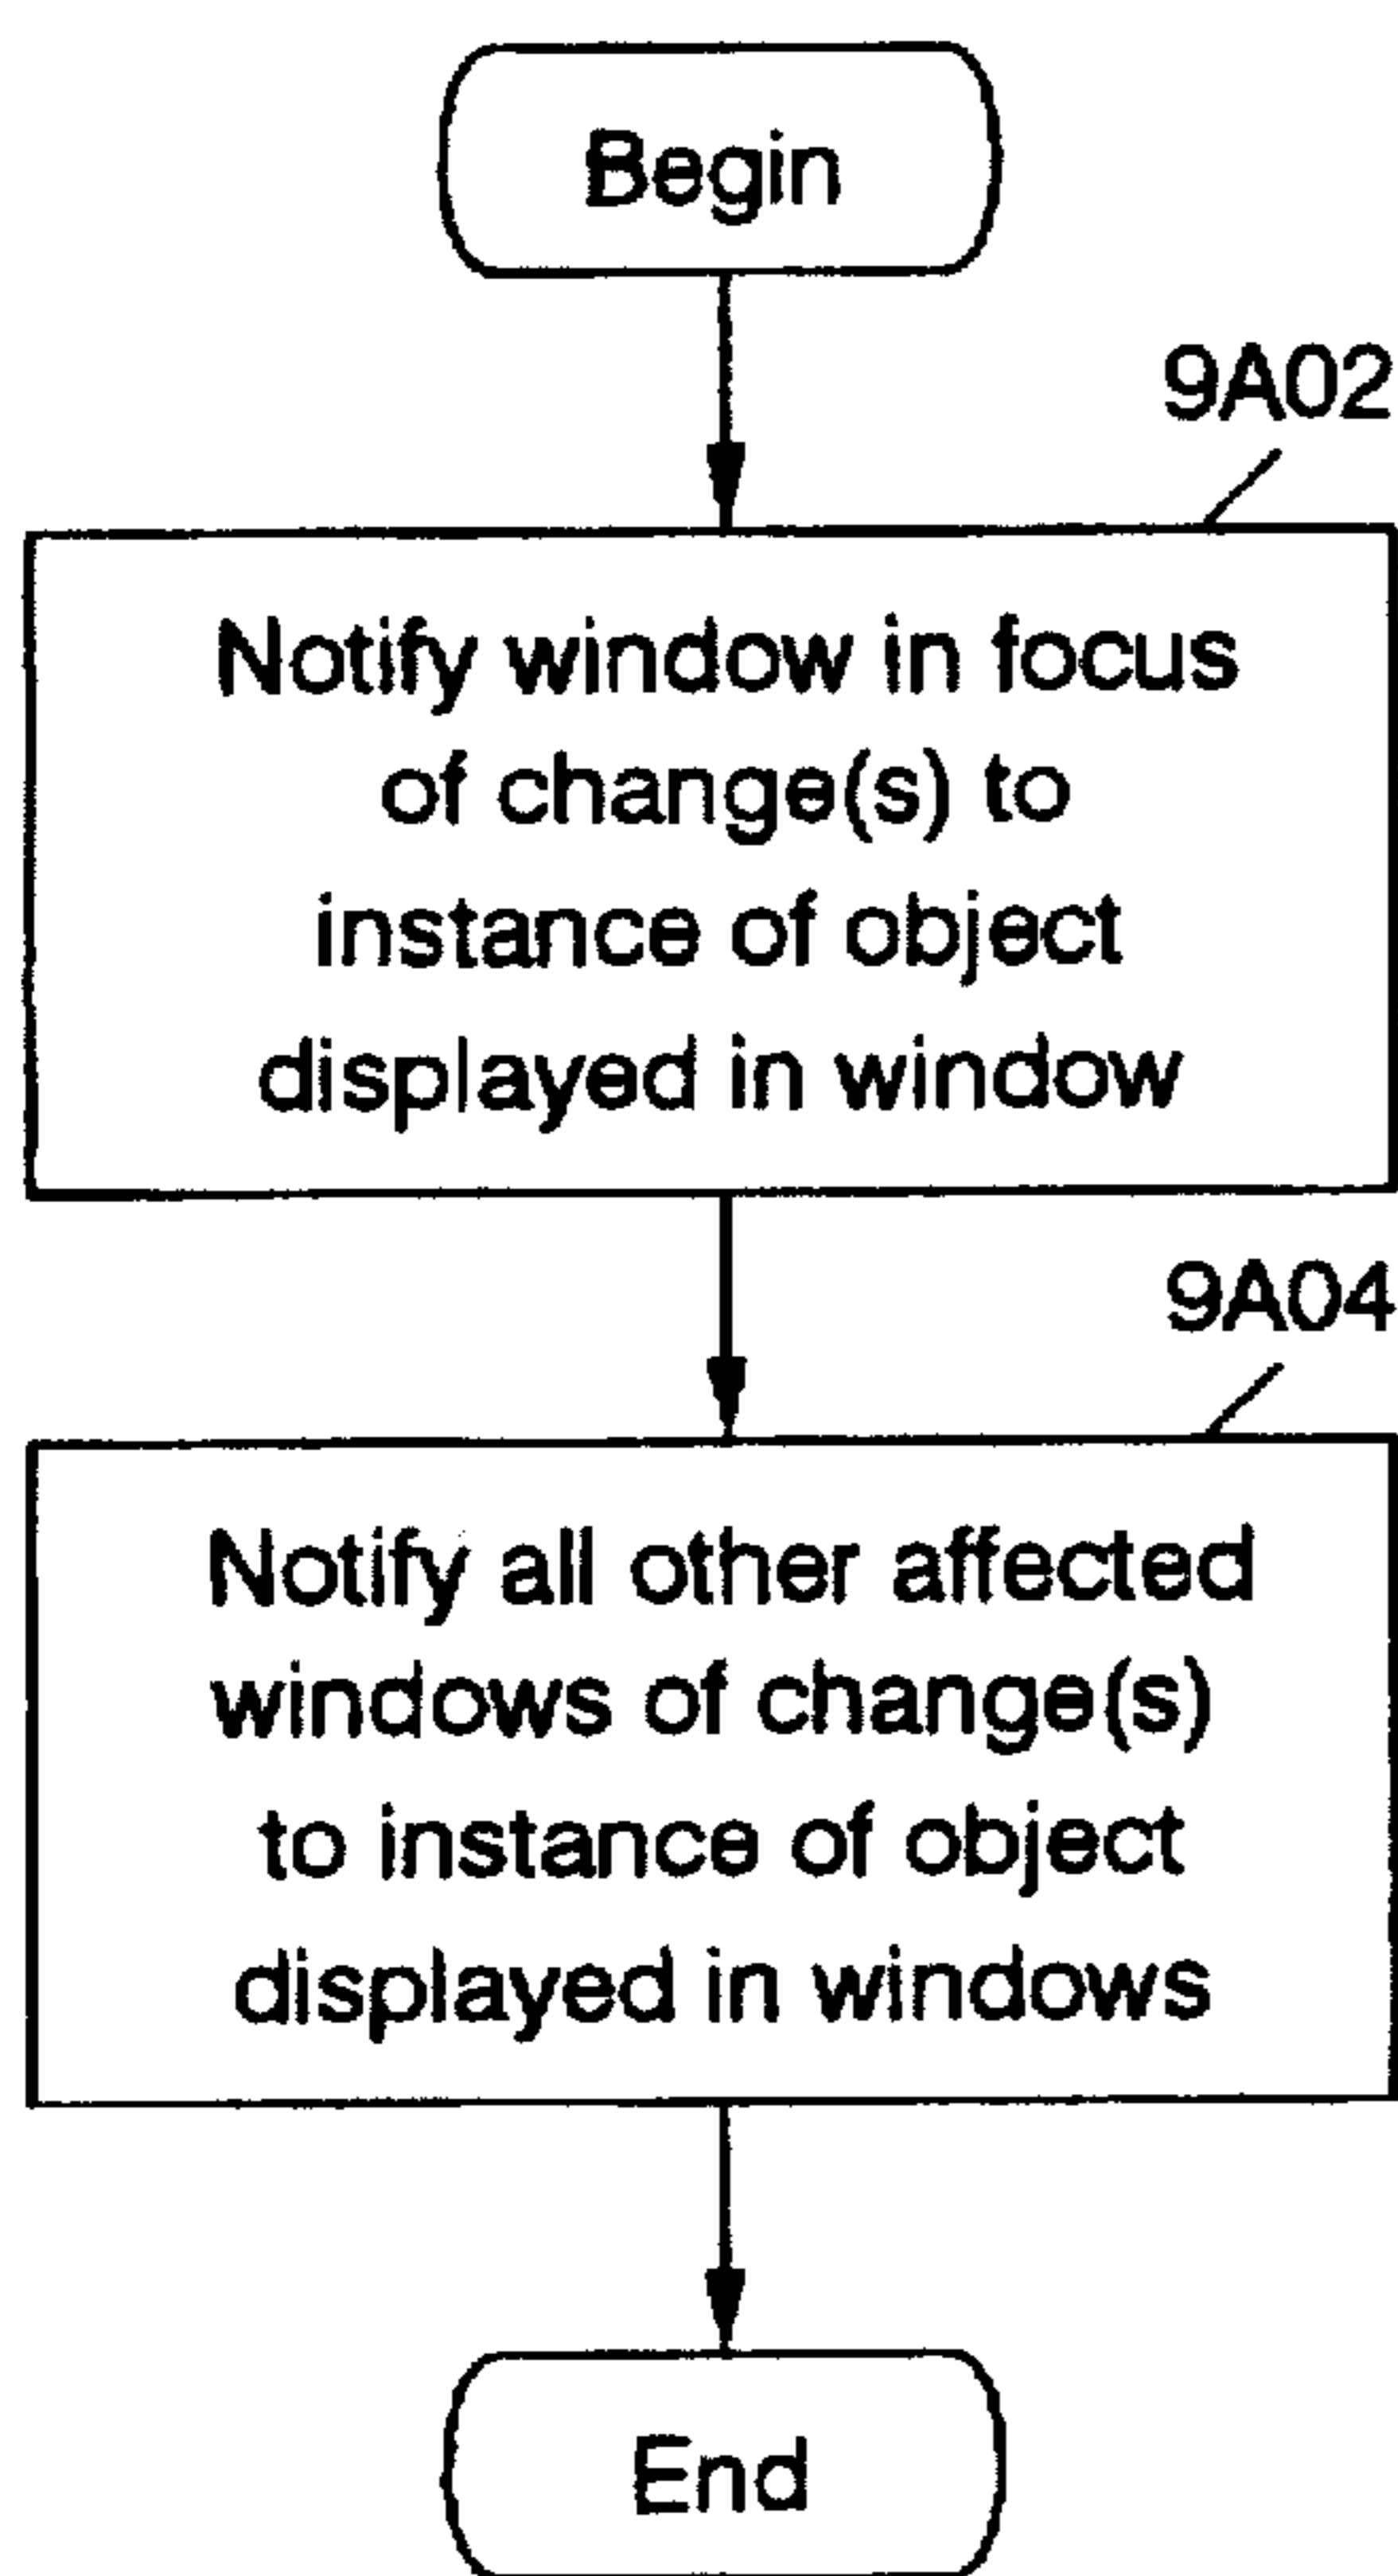 Begin
9A02
Notify window in focus
of change(s) to
instance of object
displayed in window
9A04
Notify all other affected
windows of change(s)
to instance of object
displayed in windows
End